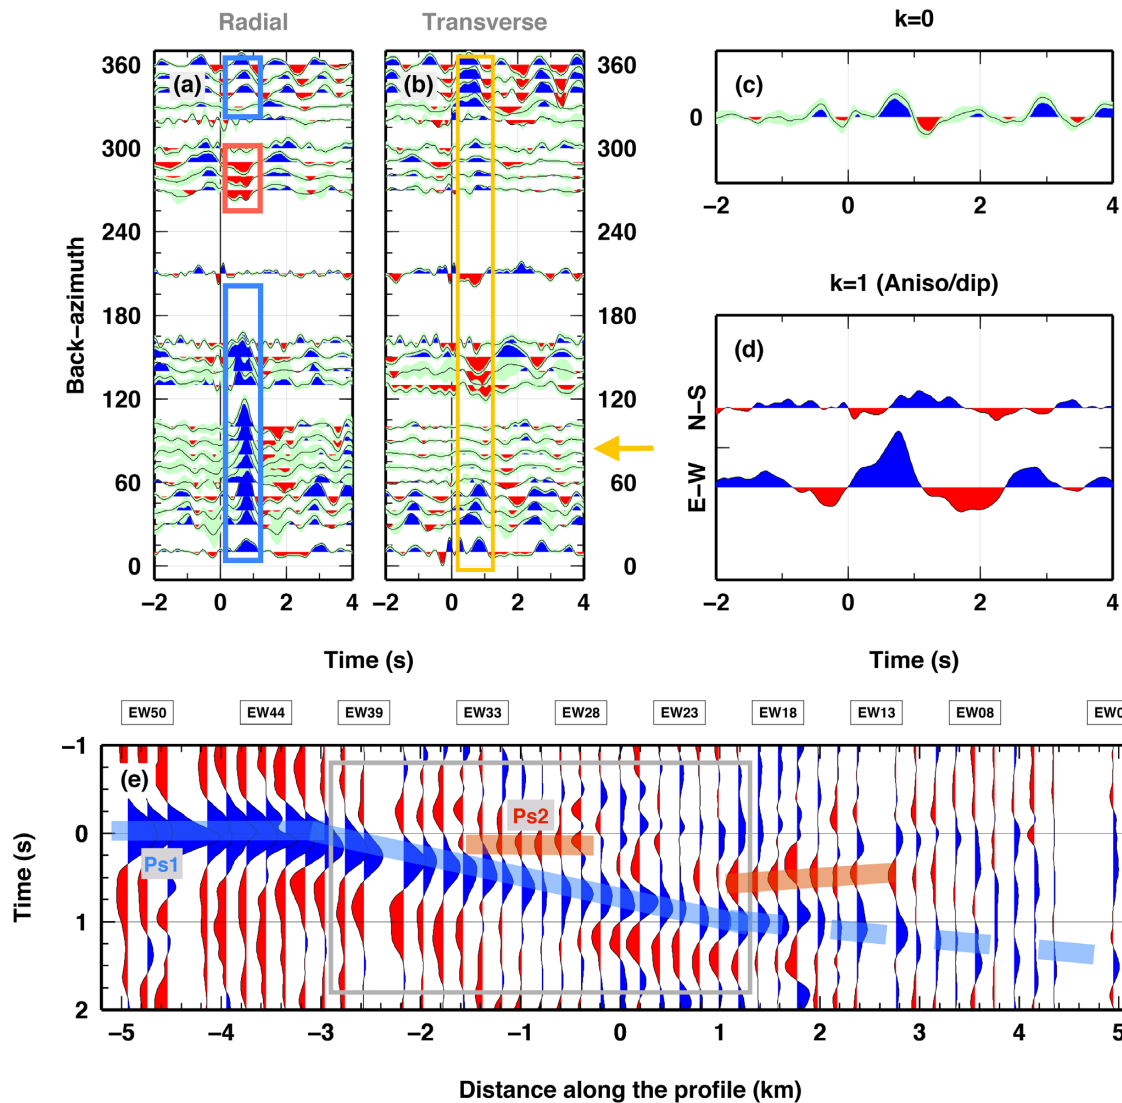 Radial
Transverse
k=0
360
(a)
(b)
360
(c)
0
300
300
−2
0
2
4
240
240
Back−azimuth
k=1 (Aniso/dip)
180
180
(d)
120
120
N−S
60
60
E−W
0
0
−2
0
2
4
−2
0
2
4
−2
0
2
4
Time (s)
Time (s)
EW50
EW44
EW39
EW33
EW28
EW23
EW18
EW13
EW08
EW0
−1
(e)
Ps2
0
Ps1
Time (s)
1
2
−5
−4
−3
−2
−1
0
1
2
3
4
5
Distance along the profile (km)